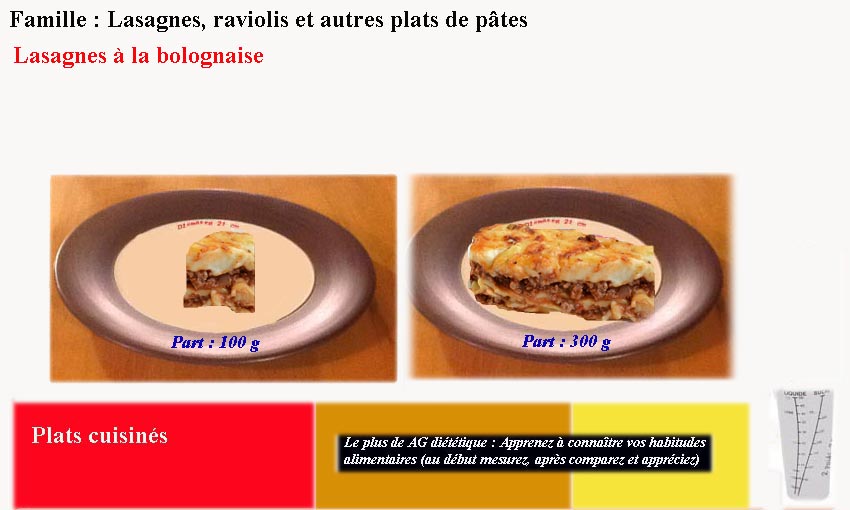 Famille : Lasagnes, raviolis et autres plats de pâtes
Lasagnes à la bolognaise
Diamètre 21 cm
Diamètre 21 cm
Part : 100 g
Part : 300 g
Plats cuisinés
Le plus de AG diététique : Apprenez à connaître vos habitudes
alimentaires (au début mesurez, après comparez et appréciez)
LIQUIDE